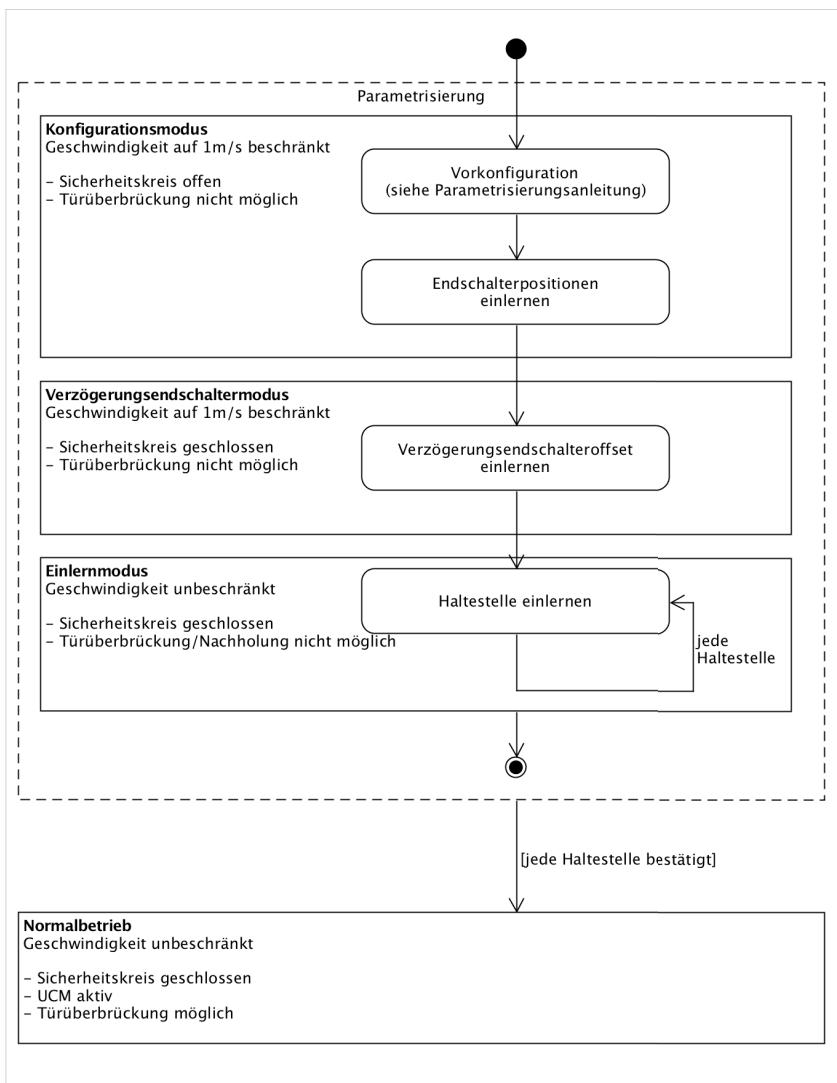 Parametrisierung
Konfigurationsmodus
Geschwindigkeit auf 1m/s beschränkt
– Sicherheitskreis offen
– Türüberbrückung nicht möglich
Vorkonfiguration
(siehe Parametrisierungsanleitung)
Endschalterpositionen
einlernen
Verzögerungsendschaltermodus
Geschwindigkeit auf 1m/s beschränkt
– Sicherheitskreis geschlossen
– Türüberbrückung nicht möglich
Verzögerungsendschalteroffset
einlernen
Einlernmodus
Geschwindigkeit unbeschränkt
– Sicherheitskreis geschlossen
– Türüberbrückung/Nachholung nicht möglich
Haltestelle einlernen
jede
Haltestelle
[jede Haltestelle bestätigt]
Normalbetrieb
Geschwindigkeit unbeschränkt
– Sicherheitskreis geschlossen
– UCM aktiv
– Türüberbrückung möglich